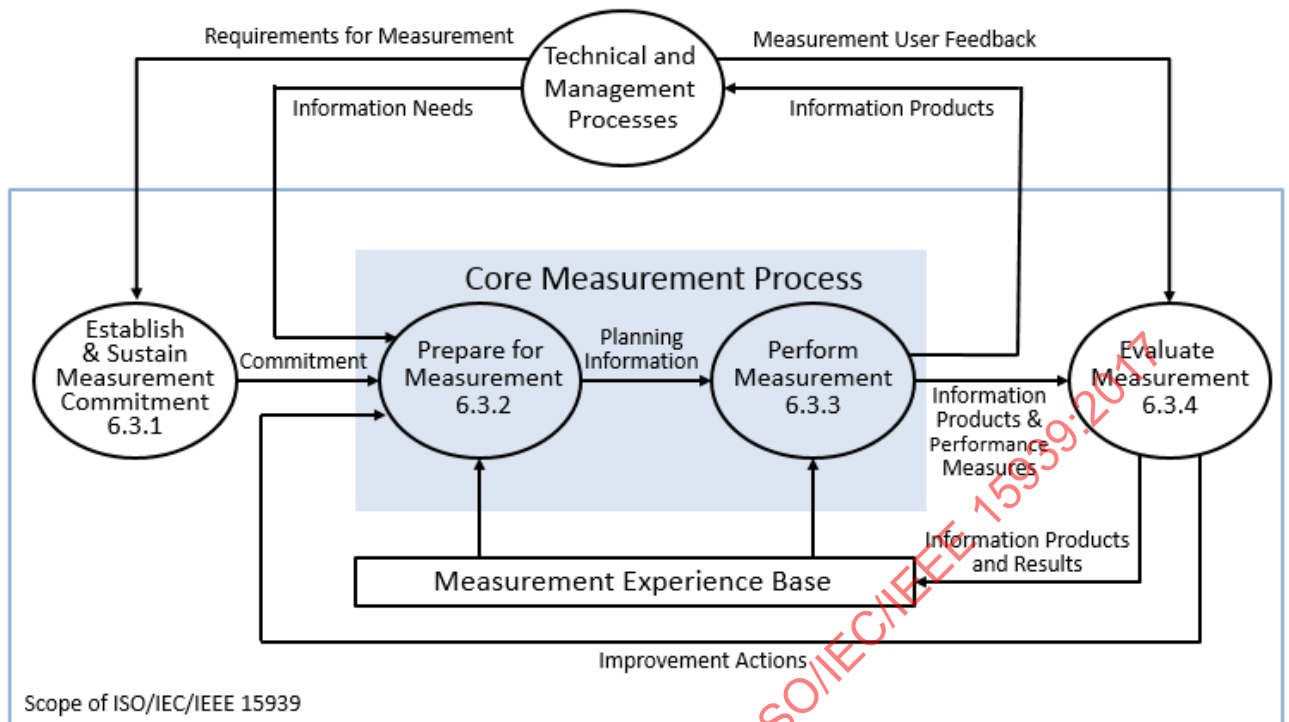 Requirements for Measurement
Technical and
Management
Processes
Measurement User Feedback
Information Needs
Information Products
Core Measurement Process
Establish
& Sustain
Measurement
Commitment
6.3.1
Commitment
Prepare for
Measurement
6.3.2
Planning
Information
Perform
Measurement
6.3.3
Information
Products &
Performance
Measures
Evaluate
Measurement
6.3.4
Measurement Experience Base
Information Products
and Results
Improvement Actions
Scope of ISO/IEC/IEEE 15939
SO/IEC/IEEE 15939:2017